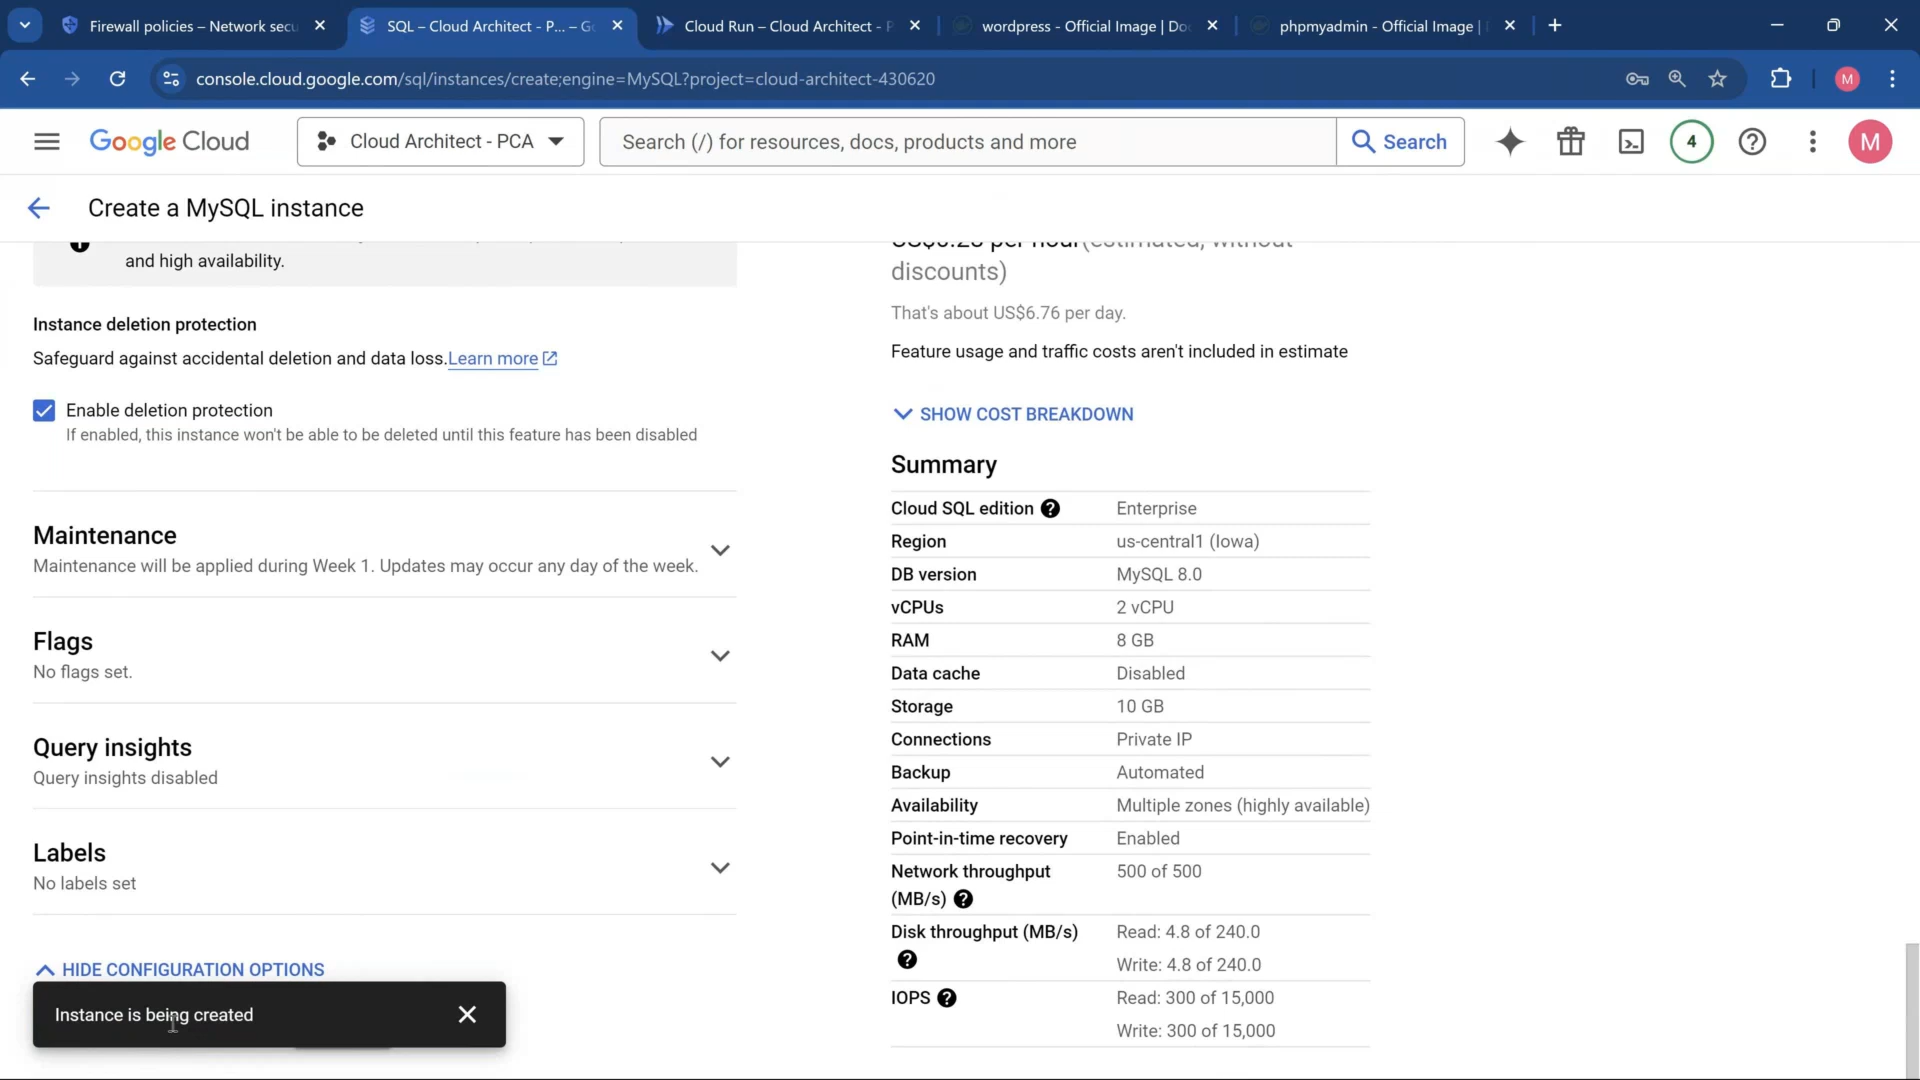 Firewall policies – Network secu
SQL – Cloud Architect - P... – Go
Cloud Run – Cloud Architect - P
wordpress - Official Image | Doc
phpmyadmin - Official Image |
console.cloud.google.com/sql/instances/create;engine=MySQL?project=cloud-architect-430620
M
Google Cloud
Cloud Architect - PCA
Search (/) for resources, docs, products and more
Search
4
M
Create a MySQL instance
and high availability.
Instance deletion protection
Safeguard against accidental deletion and data loss.Learn more
Enable deletion protection
If enabled, this instance won't be able to be deleted until this feature has been disabled
Maintenance
Maintenance will be applied during Week 1. Updates may occur any day of the week.
Flags
No flags set.
Query insights
Query insights disabled
Labels
No labels set
HIDE CONFIGURATION OPTIONS
Instance is being created
per hour (estimated, without
discounts)
That's about US$6.76 per day.
Feature usage and traffic costs aren't included in estimate
SHOW COST BREAKDOWN
Summary
Cloud SQL edition Enterprise
Region us-central1 (Iowa)
DB version MySQL 8.0
vCPUs 2 vCPU
RAM 8 GB
Data cache Disabled
Storage 10 GB
Connections Private IP
Backup Automated
Availability Multiple zones (highly available)
Point-in-time recovery Enabled
Network throughput 500 of 500
(MB/s)
Disk throughput (MB/s) Read: 4.8 of 240.0
Write: 4.8 of 240.0
IOPS Read: 300 of 15,000
Write: 300 of 15,000